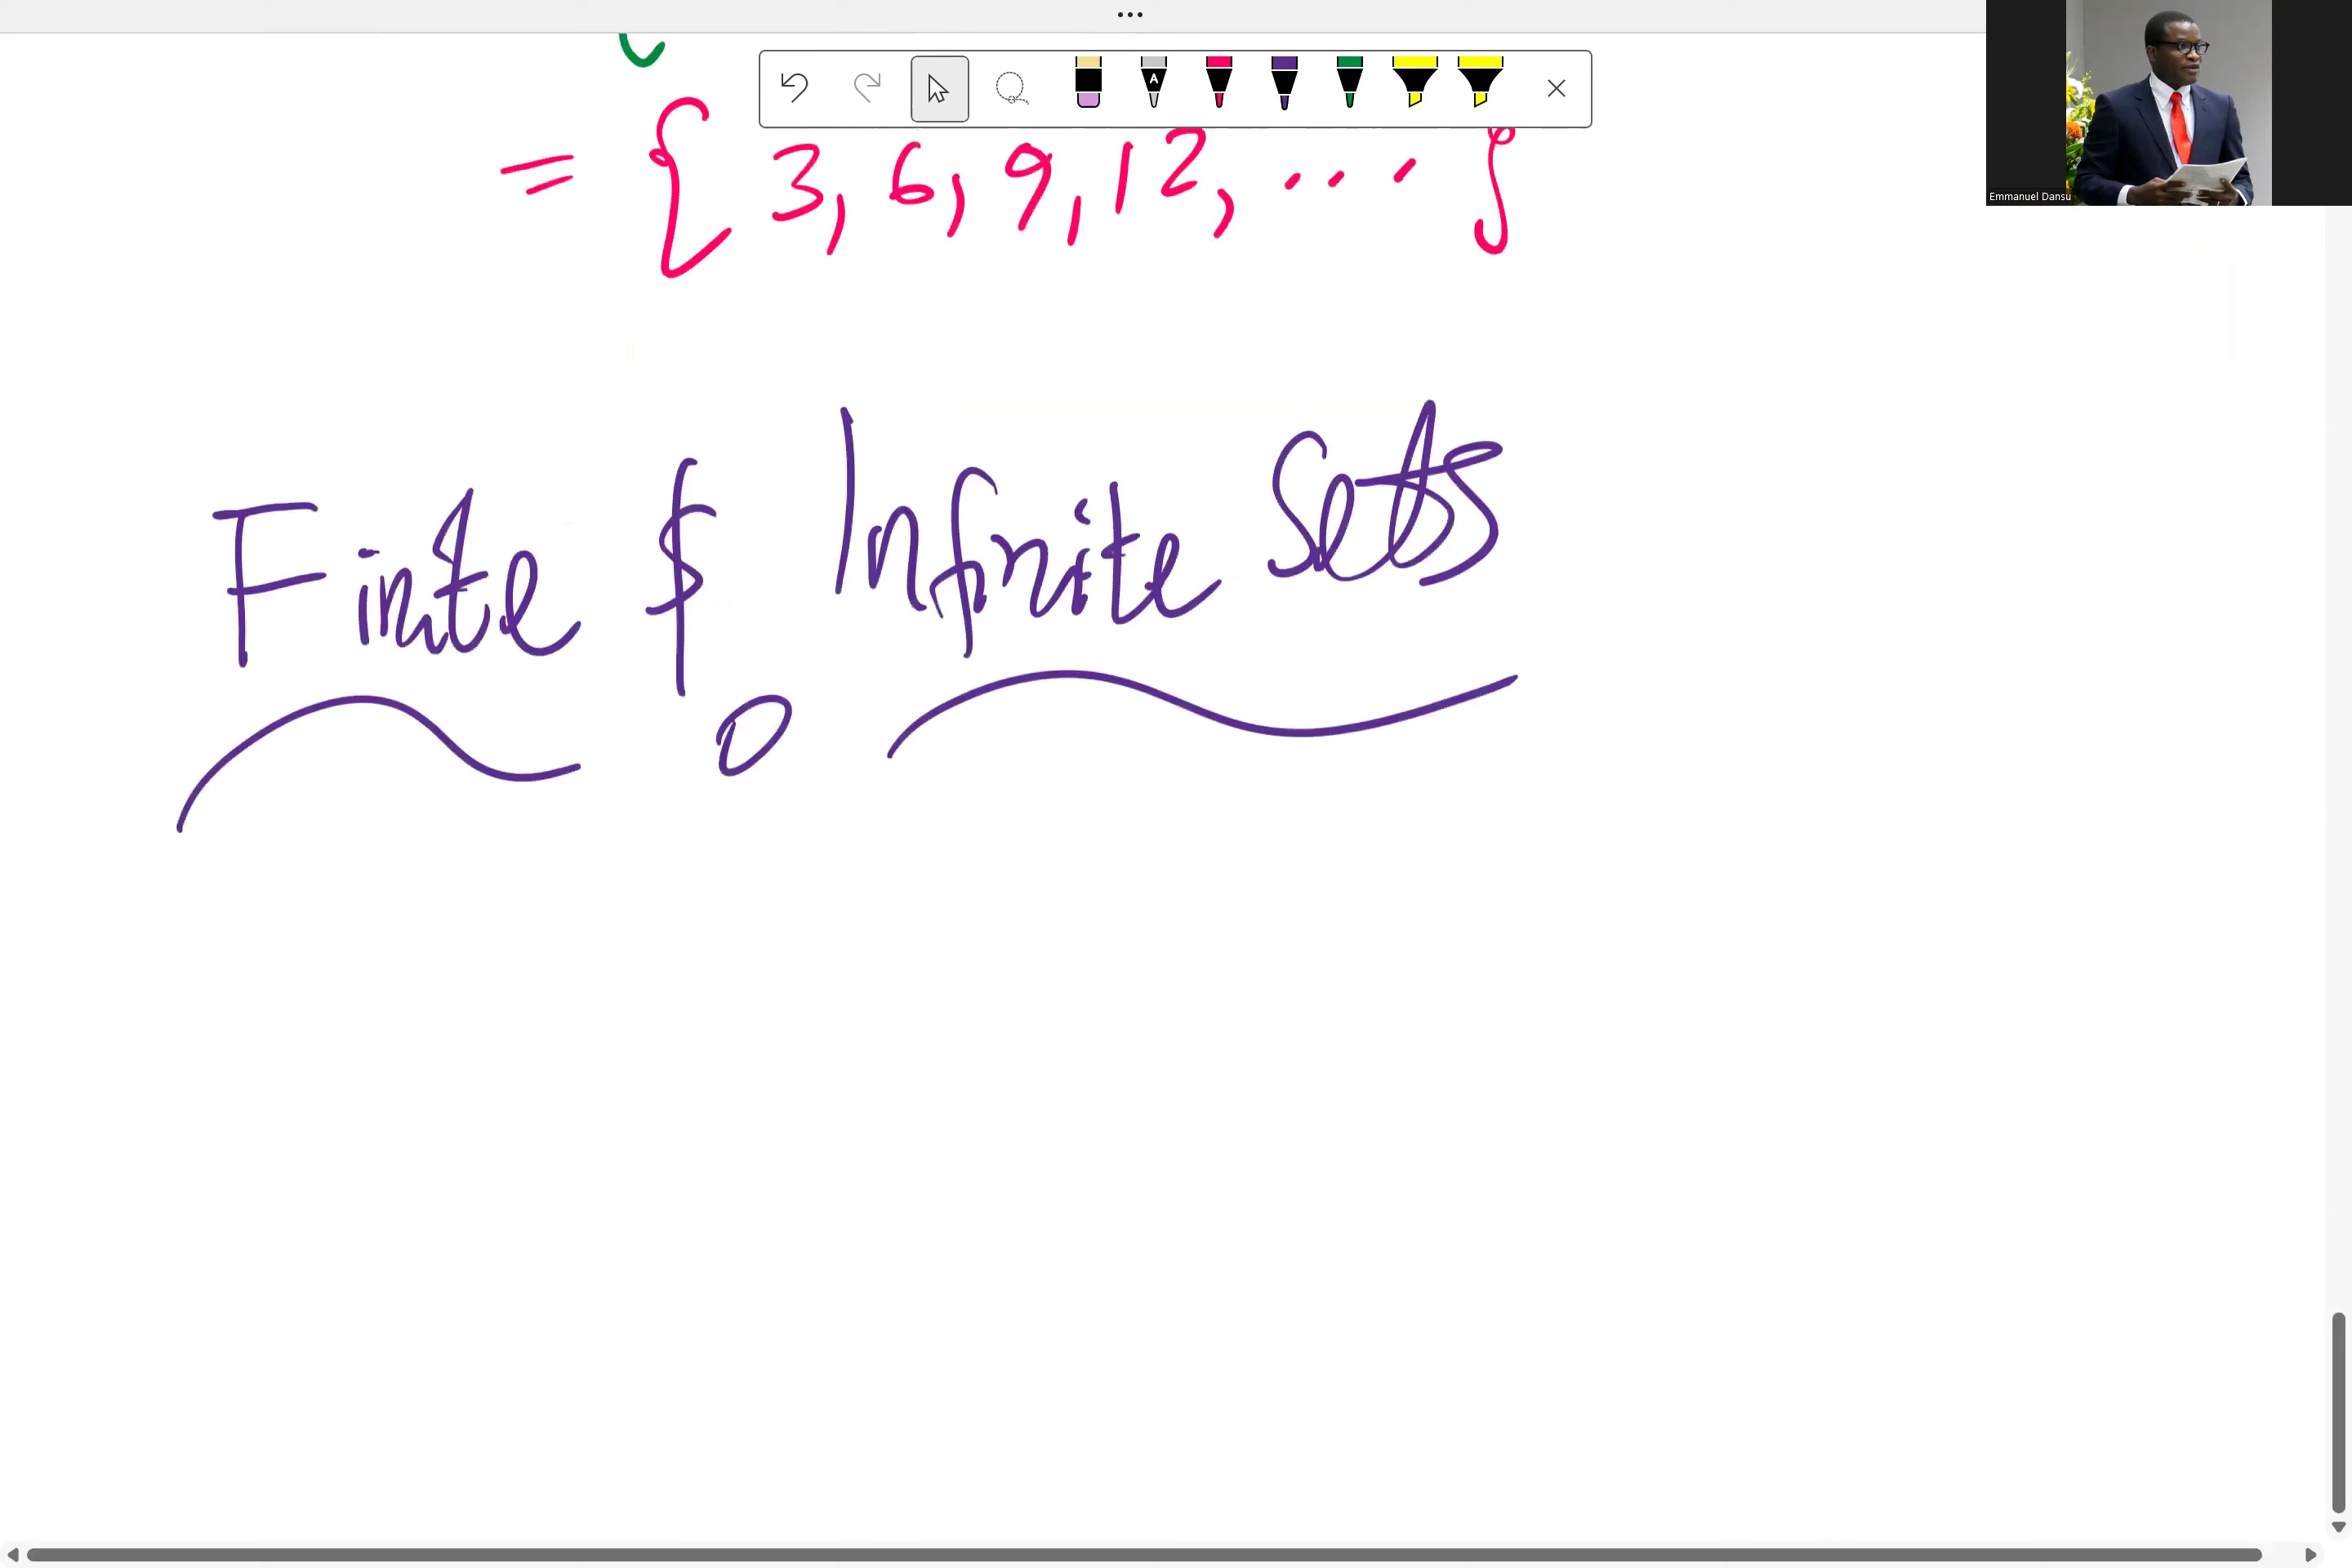 Emmanuel Dansu
= { 3, 6, 9, 12, ... }
Finite & Infinite Sets